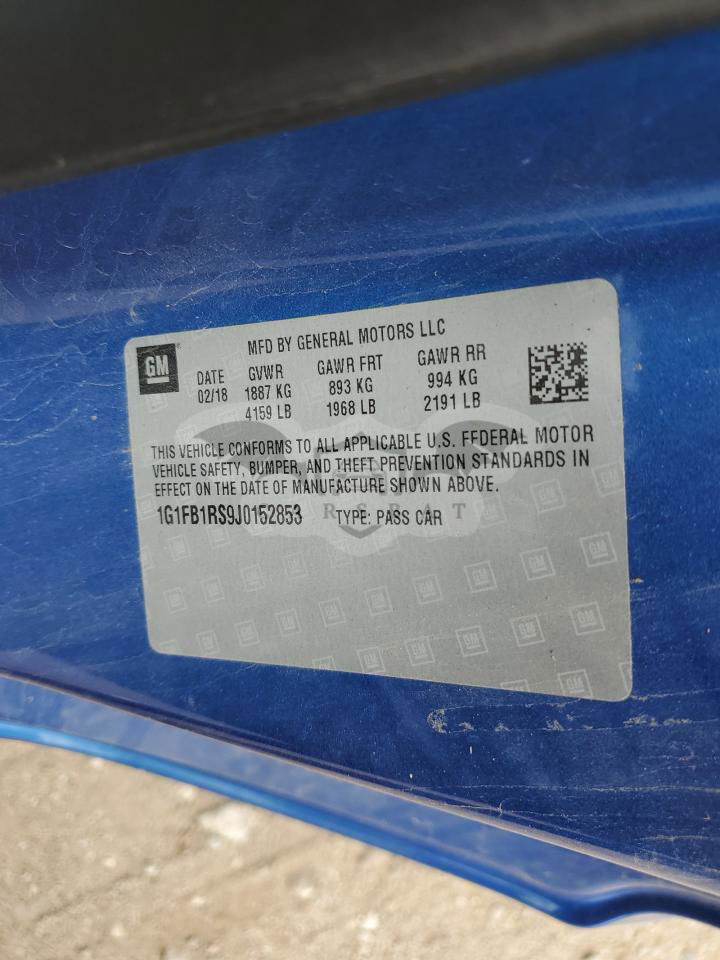 MFD BY GENERAL MOTORS LLC
GM
DATE GVWR GAWR FRT GAWR RR
02/18 1887 KG 893 KG 994 KG
4159 LB 1968 LB 2191 LB
THIS VEHICLE CONFORMS TO ALL APPLICABLE U.S. FEDERAL MOTOR
VEHICLE SAFETY, BUMPER, AND THEFT PREVENTION STANDARDS IN
EFFECT ON THE DATE OF MANUFACTURE SHOWN ABOVE.
1G1FB1RS9J0152853 TYPE: PASS CAR